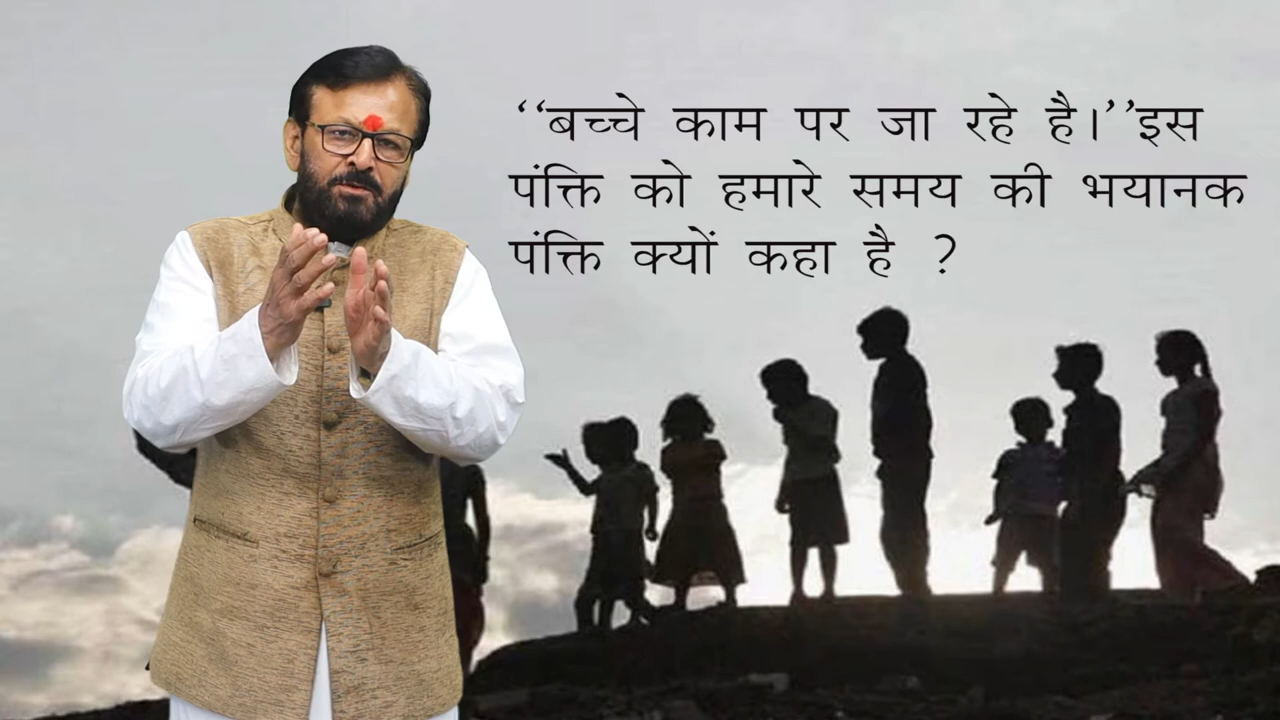 ‘‘बच्चे काम पर जा रहे है।’’इस
पंक्ति को हमारे समय की भयानक
पंक्ति क्यों कहा है ?